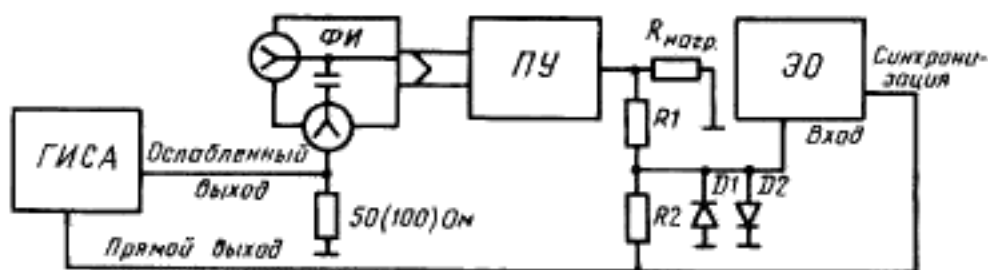 ФИ
ПУ
Rнагр.
ЭО
Синхрони-
зация
R1
Вход
ГИСА
Ослабленный
выход
D1
D2
R2
50(100) Ом
Прямой выход